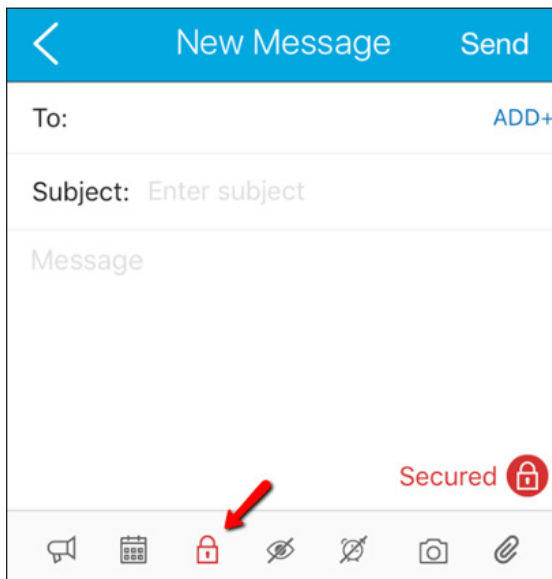 New Message Send
To: ADD+
Subject: Enter subject
Message
Secured